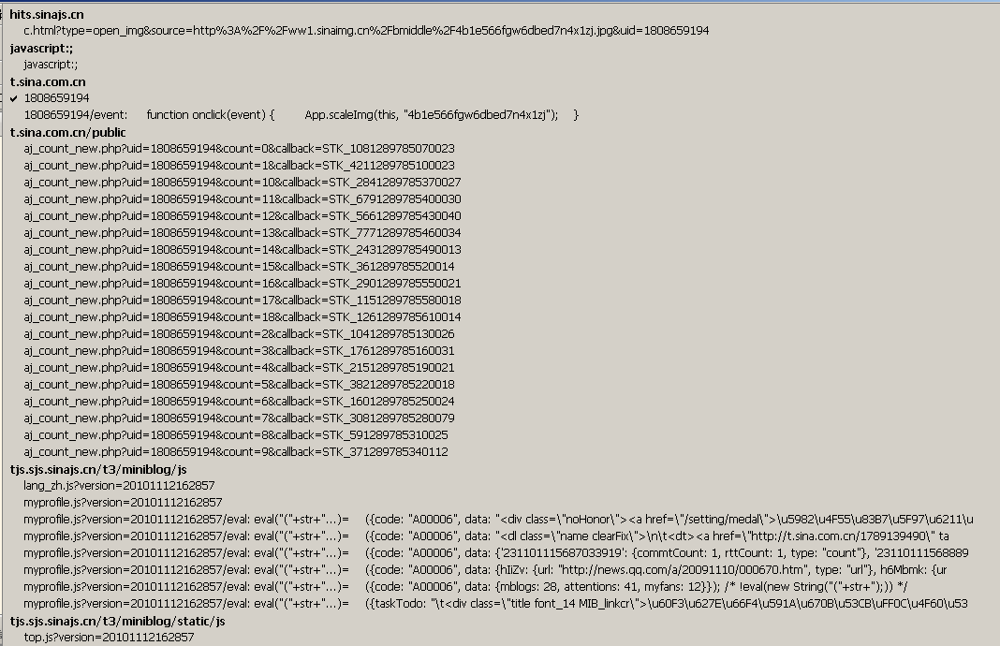 hits.sinajs.cn
c.html?type=open_img&source=http%3A%2F%2Fww1.sinaimg.cn%2Fbmiddle%2F4b1e566fgw6dbed7n4x1zj.jpg&uid=1808659194
javascript:;
javascript:;
t.sina.com.cn
1808659194
1808659194/event: function onclick(event) { App.scaleImg(this, "4b1e566fgw6dbed7n4x1zj"); }
t.sina.com.cn/public
aj_count_new.php?uid=1808659194&count=0&callback=STK_1081289785070023
aj_count_new.php?uid=1808659194&count=1&callback=STK_4211289785100023
aj_count_new.php?uid=1808659194&count=10&callback=STK_2841289785370027
aj_count_new.php?uid=1808659194&count=11&callback=STK_6791289785400030
aj_count_new.php?uid=1808659194&count=12&callback=STK_5661289785430040
aj_count_new.php?uid=1808659194&count=13&callback=STK_7771289785460034
aj_count_new.php?uid=1808659194&count=14&callback=STK_2431289785490013
aj_count_new.php?uid=1808659194&count=15&callback=STK_361289785520014
aj_count_new.php?uid=1808659194&count=16&callback=STK_2901289785550021
aj_count_new.php?uid=1808659194&count=17&callback=STK_1151289785580018
aj_count_new.php?uid=1808659194&count=18&callback=STK_1261289785610014
aj_count_new.php?uid=1808659194&count=2&callback=STK_1041289785130026
aj_count_new.php?uid=1808659194&count=3&callback=STK_1761289785160031
aj_count_new.php?uid=1808659194&count=4&callback=STK_2151289785190021
aj_count_new.php?uid=1808659194&count=5&callback=STK_3821289785220018
aj_count_new.php?uid=1808659194&count=6&callback=STK_1601289785250024
aj_count_new.php?uid=1808659194&count=7&callback=STK_3081289785280079
aj_count_new.php?uid=1808659194&count=8&callback=STK_591289785310025
aj_count_new.php?uid=1808659194&count=9&callback=STK_371289785340112
tjs.sjs.sinajs.cn/t3/miniblog/js
lang_zh.js?version=20101112162857
myprofile.js?version=20101112162857
myprofile.js?version=20101112162857/eval: eval("("+str+"...)= ({code: "A00006", data: "<div class=\"noHonor\"><a href=\"/setting/medal\">\u5982\u4F55\u83B7\u5F97\u6211\u
myprofile.js?version=20101112162857/eval: eval("("+str+"...)= ({code: "A00006", data: "<dl class=\"name clearFix\">\n\t<dt><a href=\"http://t.sina.com.cn/1789139490\" ta
myprofile.js?version=20101112162857/eval: eval("("+str+"...)= ({code: "A00006", data: {'231101115687033919': {commtCount: 1, rttCount: 1, type: "count"}, '23110111568889
myprofile.js?version=20101112162857/eval: eval("("+str+"...)= ({code: "A00006", data: {hIiZv: {url: "http://news.qq.com/a/20091110/000670.htm", type: "url"}, h6Mbmk: {ur
myprofile.js?version=20101112162857/eval: eval("("+str+"...)= ({code: "A00006", data: {mblogs: 28, attentions: 41, myfans: 12}}); /* !eval(new String("("+str+");)) */
myprofile.js?version=20101112162857/eval: eval("("+str+"...)= ({taskTodo: "\t<div class=\"title font_14 MIB_linkcr\">\u60F3\u627E\u66F4\u591A\u670B\u53CB\uFF0C\u4F60\u53
tjs.sjs.sinajs.cn/t3/miniblog/static/js
top.js?version=20101112162857